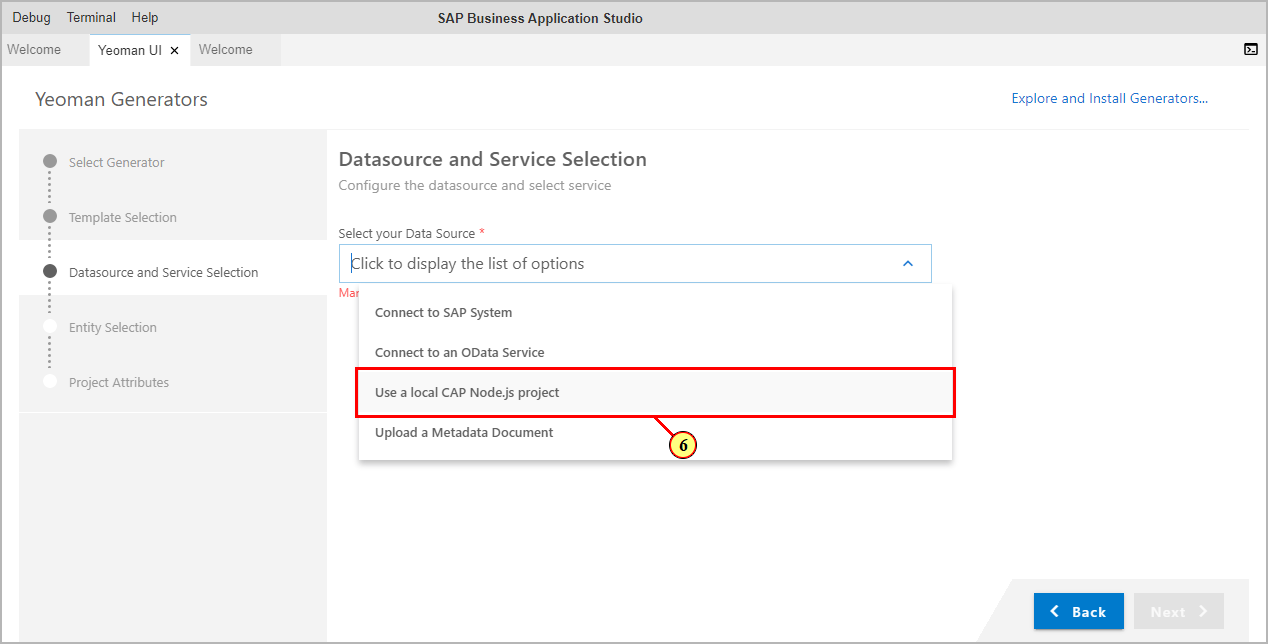 Debug Terminal Help SAP Business Application Studio
Welcome Yeoman UI × Welcome
Yeoman Generators
Explore and Install Generators...
Select Generator
Template Selection
Datasource and Service Selection
Entity Selection
Project Attributes
Datasource and Service Selection
Configure the datasource and select service
Select your Data Source *
Click to display the list of options
Connect to SAP System
Connect to an OData Service
Use a local CAP Node.js project
Upload a Metadata Document
6
Back Next